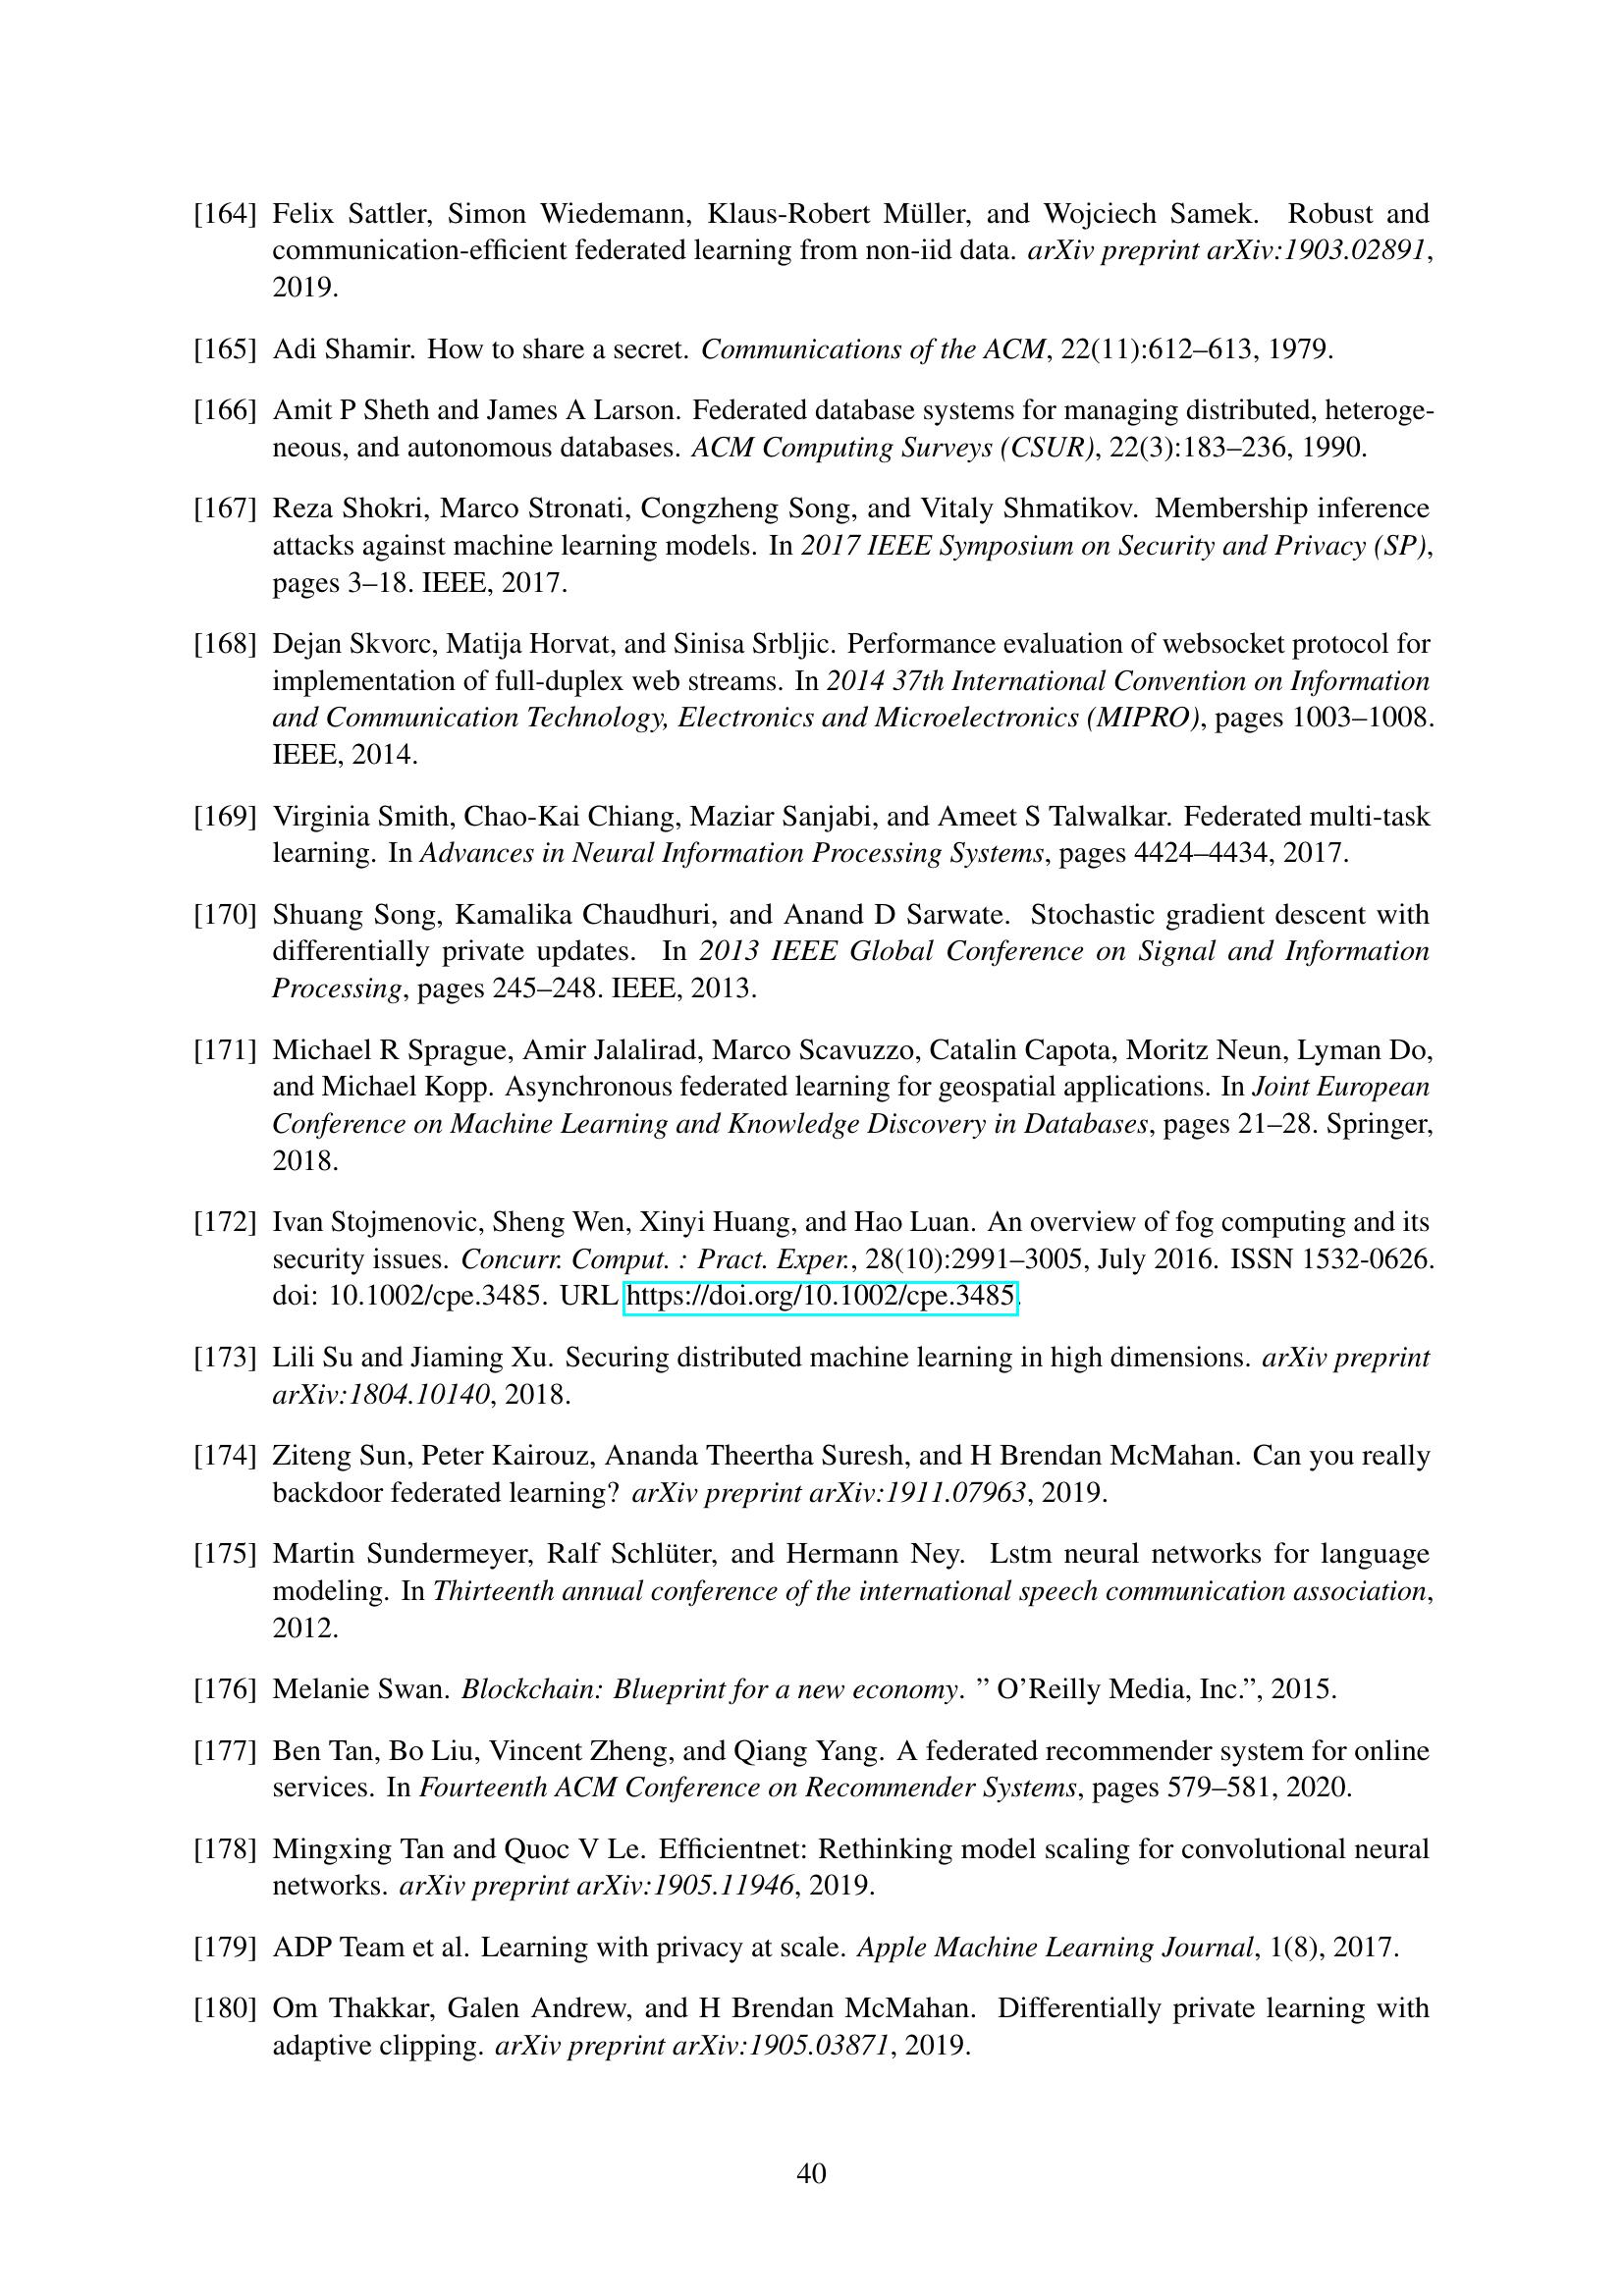 [164] Felix Sattler, Simon Wiedemann, Klaus-Robert Müller, and Wojciech Samek. Robust and
communication-efficient federated learning from non-iid data. arXiv preprint arXiv:1903.02891,
2019.
[165] Adi Shamir. How to share a secret. Communications of the ACM, 22(11):612–613, 1979.
[166] Amit P Sheth and James A Larson. Federated database systems for managing distributed, heteroge-
neous, and autonomous databases. ACM Computing Surveys (CSUR), 22(3):183–236, 1990.
[167] Reza Shokri, Marco Stronati, Congzheng Song, and Vitaly Shmatikov. Membership inference
attacks against machine learning models. In 2017 IEEE Symposium on Security and Privacy (SP),
pages 3–18. IEEE, 2017.
[168] Dejan Skvorc, Matija Horvat, and Sinisa Srbljic. Performance evaluation of websocket protocol for
implementation of full-duplex web streams. In 2014 37th International Convention on Information
and Communication Technology, Electronics and Microelectronics (MIPRO), pages 1003–1008.
IEEE, 2014.
[169] Virginia Smith, Chao-Kai Chiang, Maziar Sanjabi, and Ameet S Talwalkar. Federated multi-task
learning. In Advances in Neural Information Processing Systems, pages 4424–4434, 2017.
[170] Shuang Song, Kamalika Chaudhuri, and Anand D Sarwate. Stochastic gradient descent with
differentially private updates. In 2013 IEEE Global Conference on Signal and Information
Processing, pages 245–248. IEEE, 2013.
[171] Michael R Sprague, Amir Jalalirad, Marco Scavuzzo, Catalin Capota, Moritz Neun, Lyman Do,
and Michael Kopp. Asynchronous federated learning for geospatial applications. In Joint European
Conference on Machine Learning and Knowledge Discovery in Databases, pages 21–28. Springer,
2018.
[172] Ivan Stojmenovic, Sheng Wen, Xinyi Huang, and Hao Luan. An overview of fog computing and its
security issues. Concurr. Comput. : Pract. Exper., 28(10):2991–3005, July 2016. ISSN 1532-0626.
doi: 10.1002/cpe.3485. URL https://doi.org/10.1002/cpe.3485.
[173] Lili Su and Jiaming Xu. Securing distributed machine learning in high dimensions. arXiv preprint
arXiv:1804.10140, 2018.
[174] Ziteng Sun, Peter Kairouz, Ananda Theertha Suresh, and H Brendan McMahan. Can you really
backdoor federated learning? arXiv preprint arXiv:1911.07963, 2019.
[175] Martin Sundermeyer, Ralf Schlüter, and Hermann Ney. Lstm neural networks for language
modeling. In Thirteenth annual conference of the international speech communication association,
2012.
[176] Melanie Swan. Blockchain: Blueprint for a new economy. ” O’Reilly Media, Inc.”, 2015.
[177] Ben Tan, Bo Liu, Vincent Zheng, and Qiang Yang. A federated recommender system for online
services. In Fourteenth ACM Conference on Recommender Systems, pages 579–581, 2020.
[178] Mingxing Tan and Quoc V Le. Efficientnet: Rethinking model scaling for convolutional neural
networks. arXiv preprint arXiv:1905.11946, 2019.
[179] ADP Team et al. Learning with privacy at scale. Apple Machine Learning Journal, 1(8), 2017.
[180] Om Thakkar, Galen Andrew, and H Brendan McMahan. Differentially private learning with
adaptive clipping. arXiv preprint arXiv:1905.03871, 2019.
40